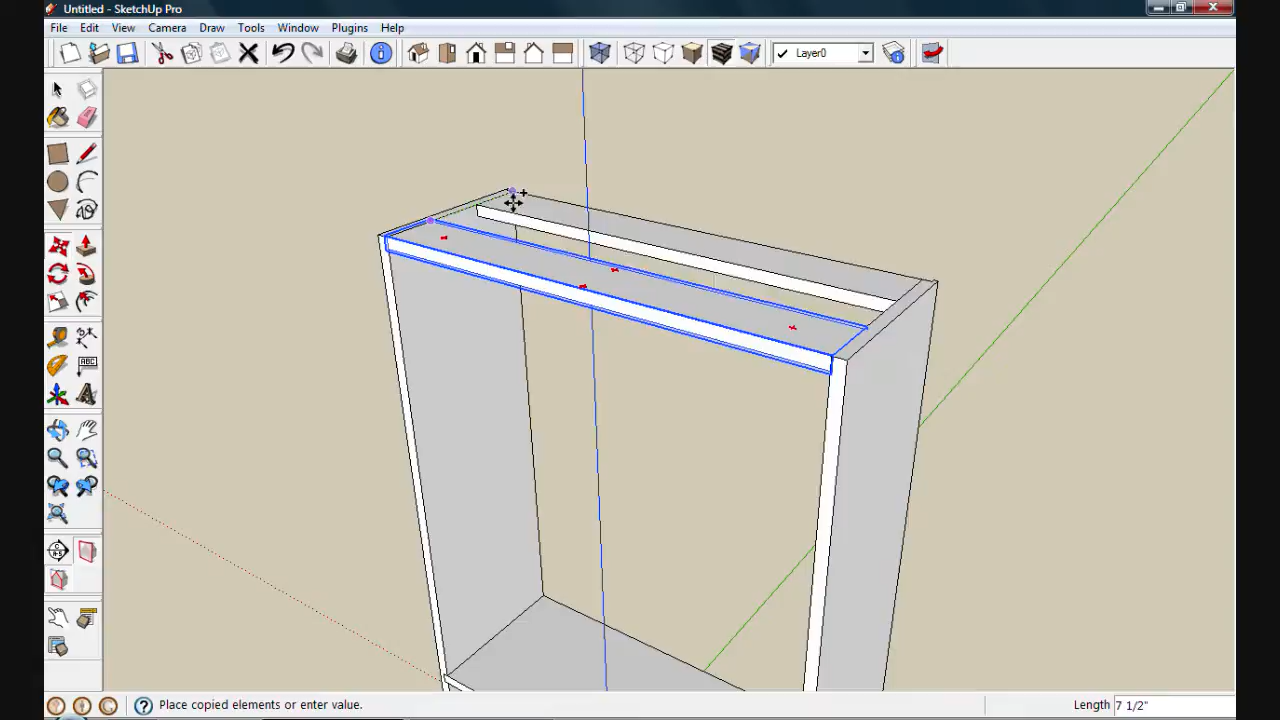 Untitled - SketchUp Pro
File Edit View Camera Draw Tools Window Plugins Help
Layer0
ABC
Place copied elements or enter value.
Length 7 1/2"